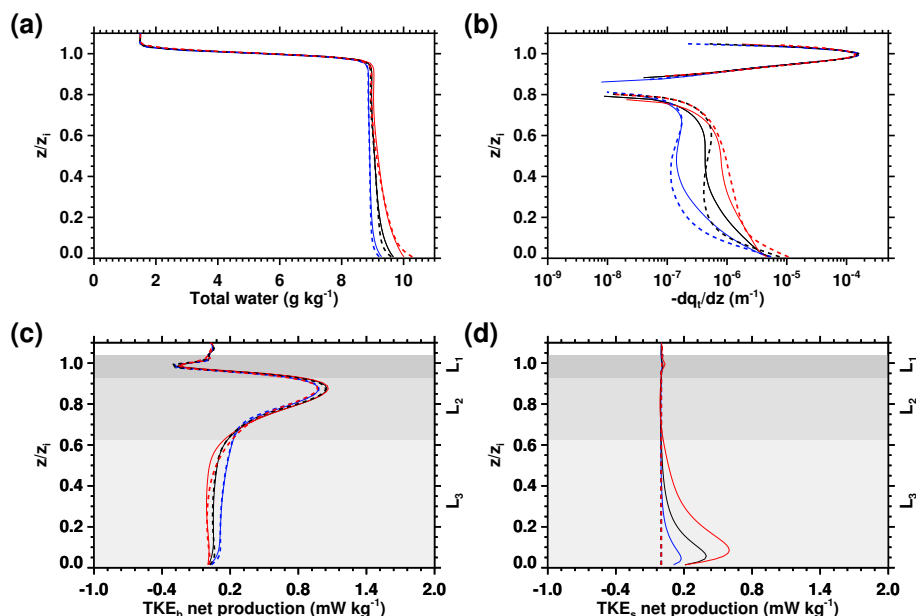 (a)
z/zi
1.0
0.8
0.6
0.4
0.2
0.0
0 2 4 6 8 10
Total water (g kg-1)
(b)
z/zi
1.0
0.8
0.6
0.4
0.2
0.0
10-9 10-8 10-7 10-6 10-5 10-4
-dqt/dz (m-1)
(c)
z/zi
1.0
0.8
0.6
0.4
0.2
0.0
L1
L2
L3
-1.0 -0.4 0.2 0.8 1.4 2.0
TKEb net production (mW kg-1)
(d)
z/zi
1.0
0.8
0.6
0.4
0.2
0.0
L1
L2
L3
-1.0 -0.4 0.2 0.8 1.4 2.0
TKEs net production (mW kg-1)